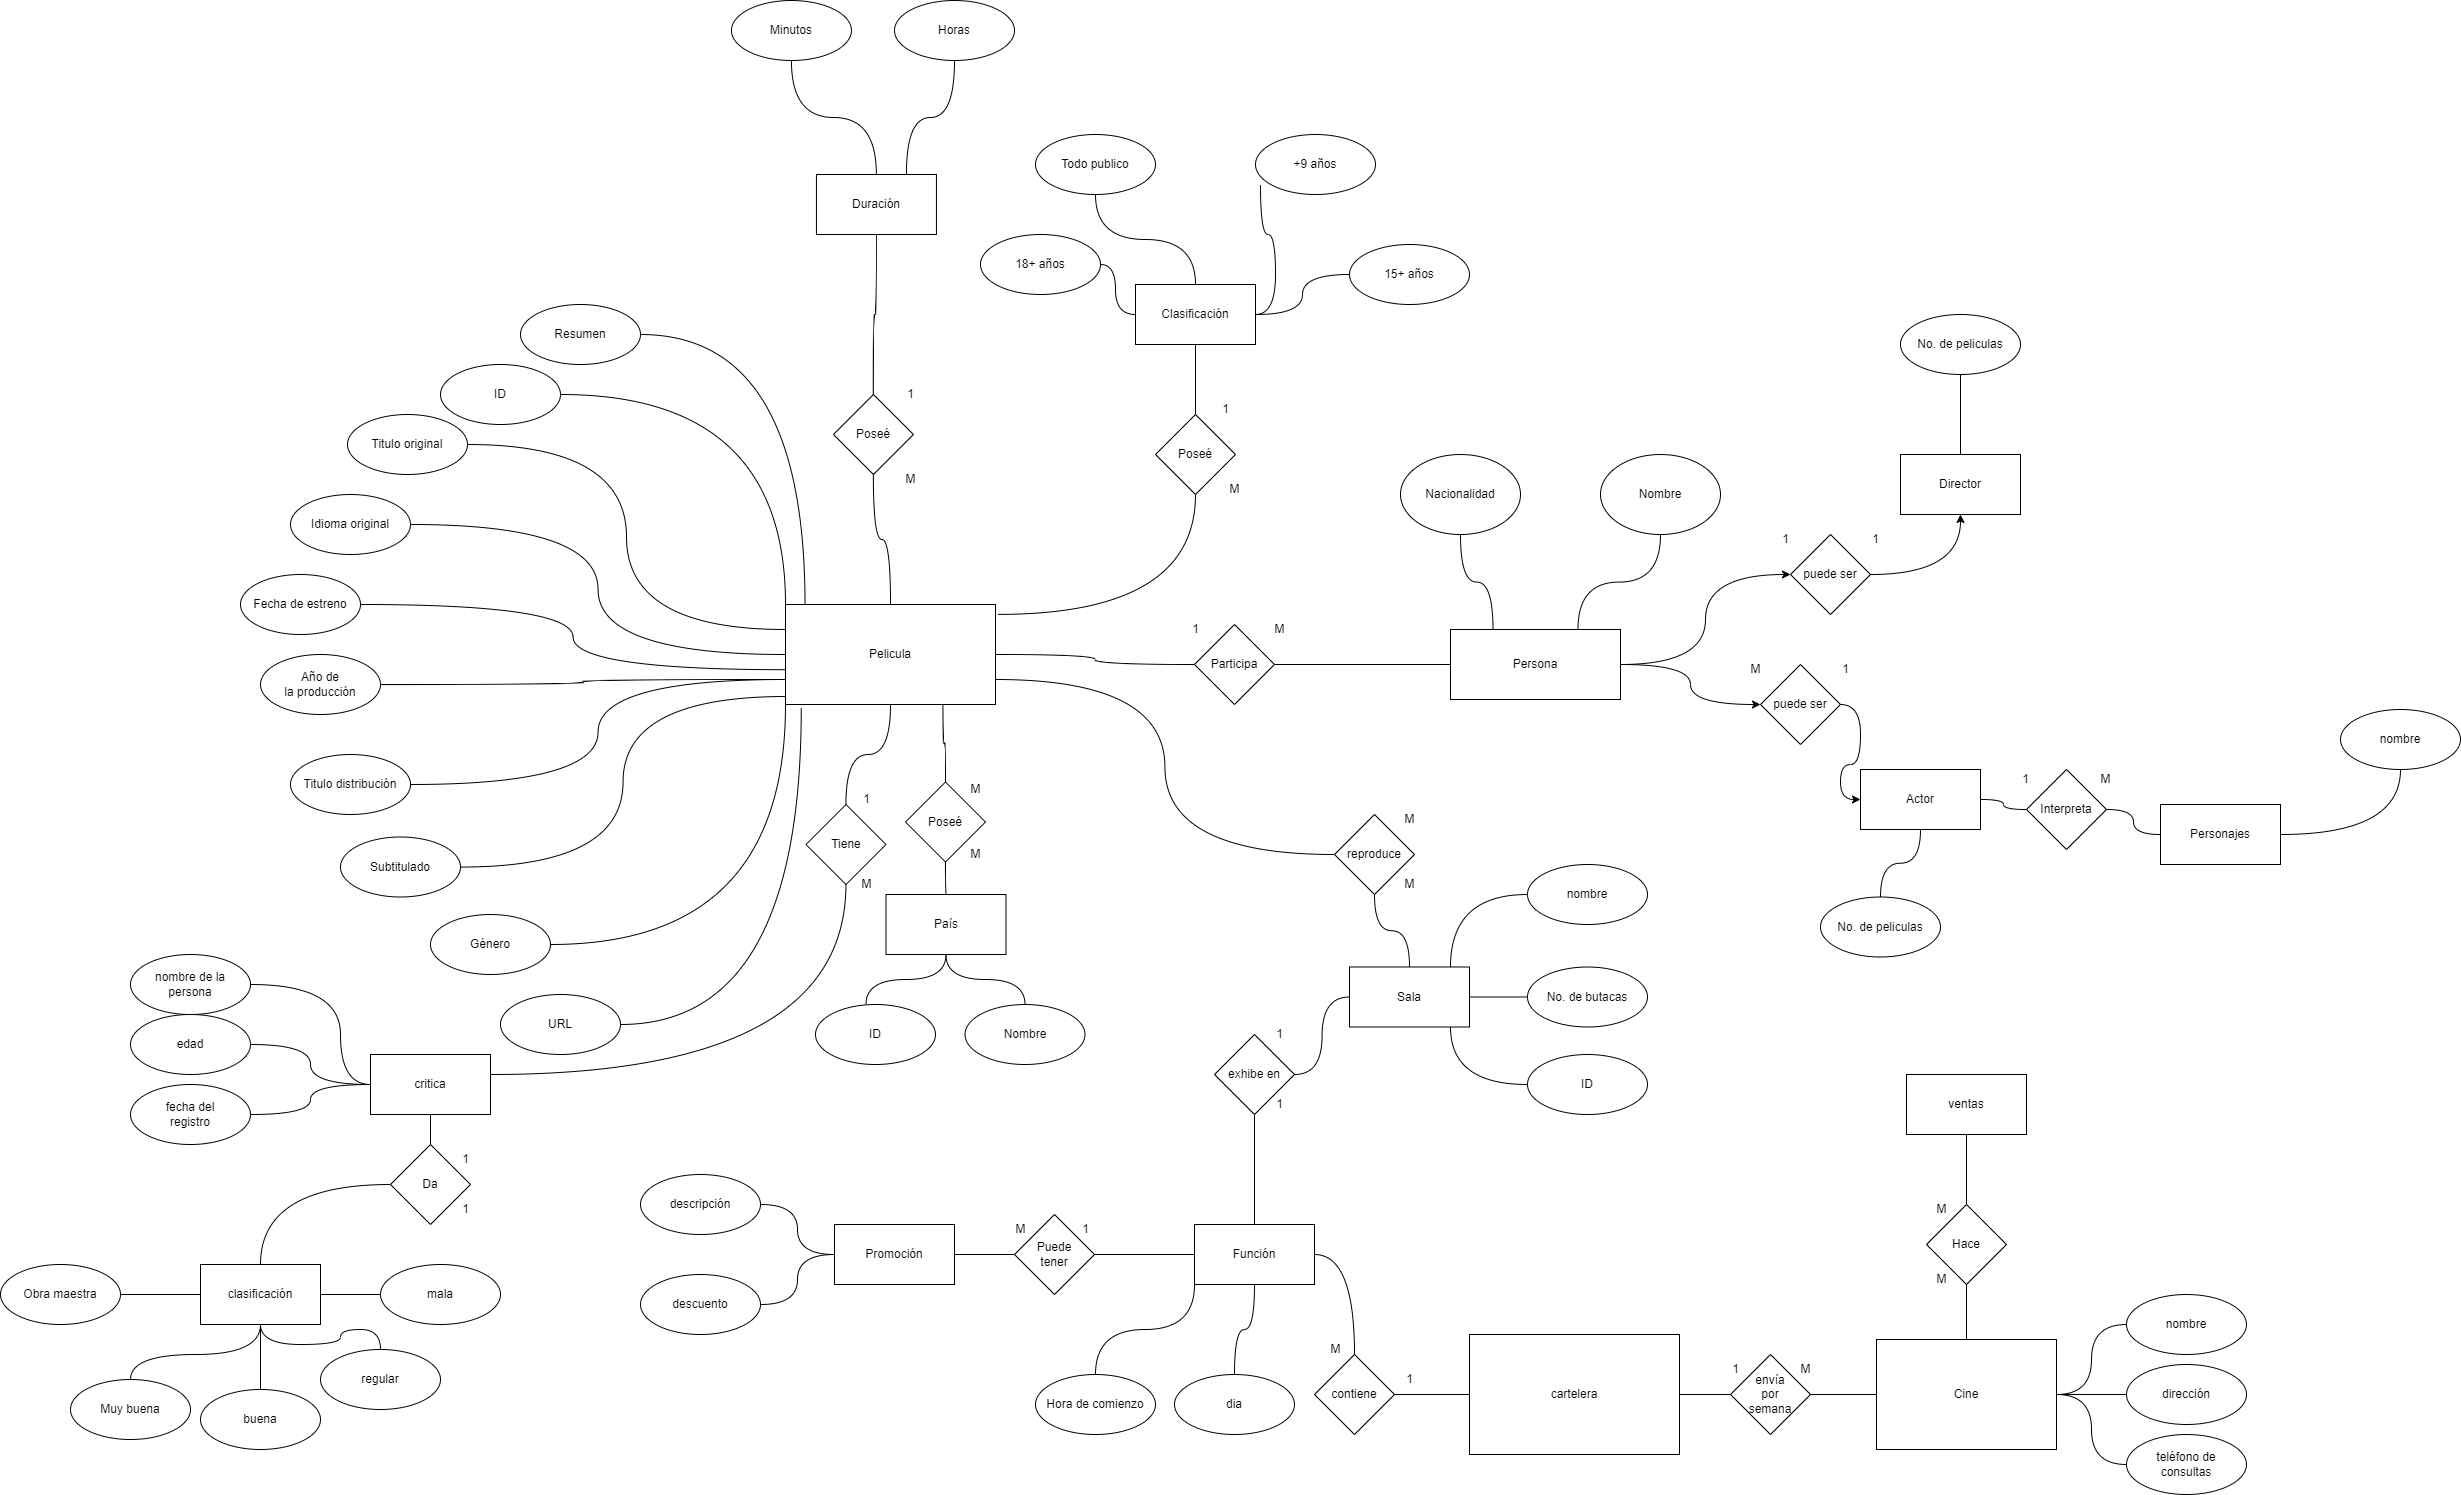 Minutos
Horas
Duración
Todo publico
+9 años
18+ años
15+ años
Clasificación
Resumen
ID
Titulo original
Idioma original
Fecha de estreno
Año de
la producción
Titulo distribución
Subtitulado
Género
URL
1
Poseé
M
1
Poseé
M
Pelicula
1
Participa
M
Nacionalidad
Nombre
Persona
No. de peliculas
Director
1
puede ser
1
M
puede ser
1
Actor
No. de peliculas
1
Interpreta
M
Personajes
nombre
1
Tiene
M
M
Poseé
M
País
ID
Nombre
M
reproduce
M
Sala
nombre
No. de butacas
ID
1
exhibe en
1
nombre de la
persona
edad
fecha del
registro
critica
1
Da
1
clasificación
Obra maestra
mala
Muy buena
buena
regular
descripción
descuento
Promoción
M
Puede
tener
1
Función
Hora de comienzo
dia
M
contiene
1
cartelera
1
envía
por
semana
M
ventas
M
Hace
M
Cine
nombre
dirección
teléfono de
consultas